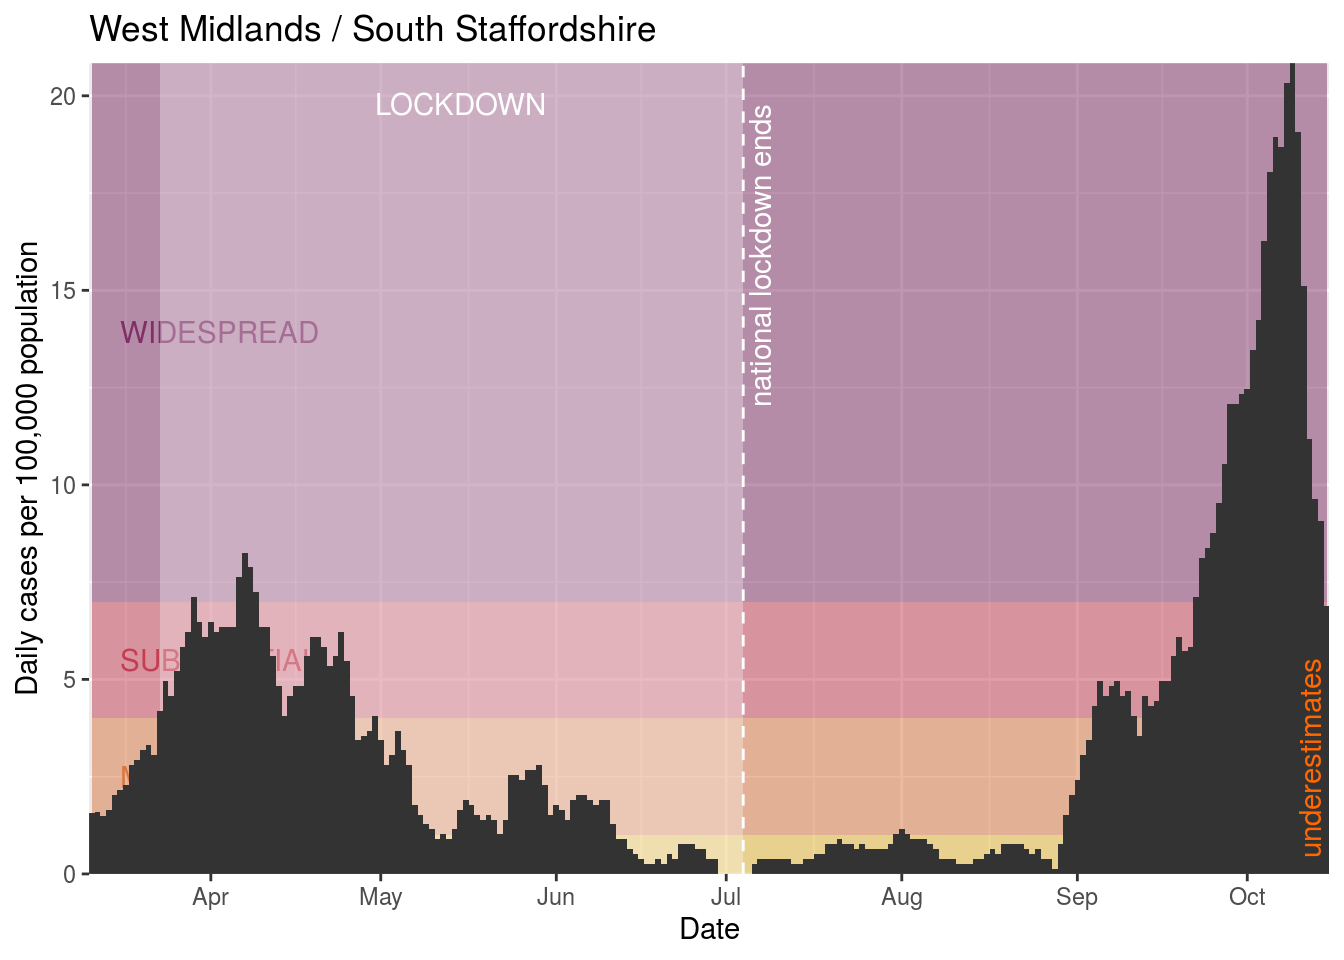 West Midlands / South Staffordshire
Daily cases per 100,000 population
20
15
10
5
0
LOCKDOWN
national lockdown ends
WIDESPREAD
underestimates
Apr
May
Jun
Jul
Aug
Sep
Oct
Date